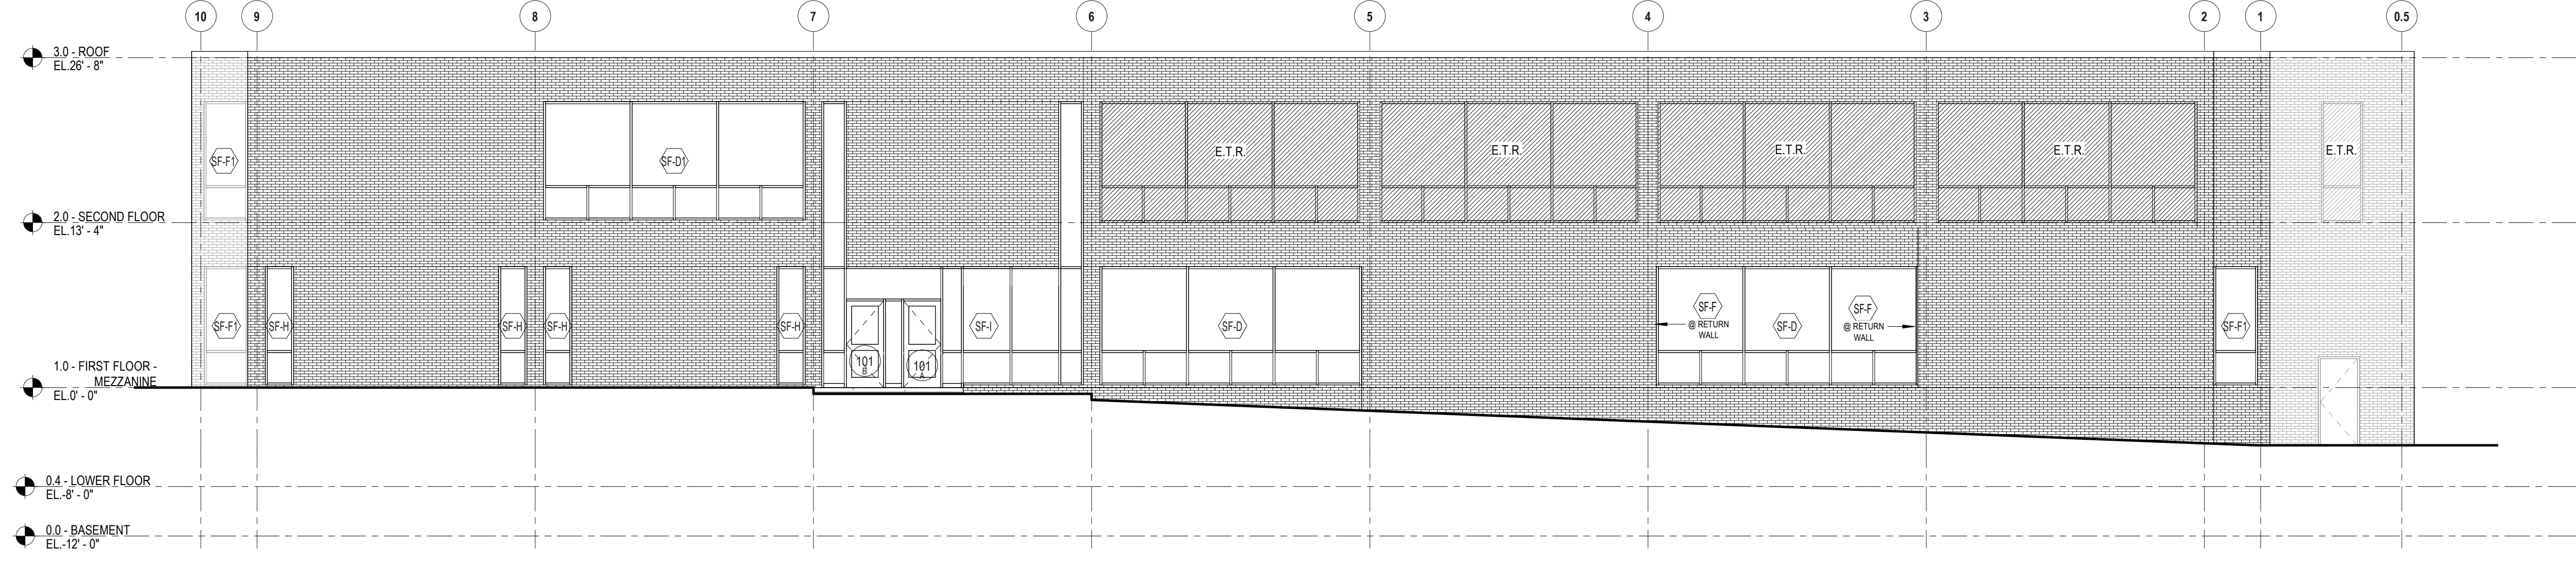 10 9 8 7 6 5 4 3 2 1 0.5
3.0 - ROOF
EL.26' - 8"
SF-F1
SF-D1
E.T.R.
E.T.R.
E.T.R.
E.T.R.
E.T.R.
2.0 - SECOND FLOOR
EL.13' - 4"
SF-F1
SF-H
SF-H
SF-H
SF-H
101
B
101
A
SF-I
SF-D
SF-F
@ RETURN
WALL
SF-D
SF-F
@ RETURN
WALL
SF-F1
1.0 - FIRST FLOOR -
MEZZANINE
EL.0' - 0"
0.4 - LOWER FLOOR
EL.-8' - 0"
0.0 - BASEMENT
EL.-12' - 0"